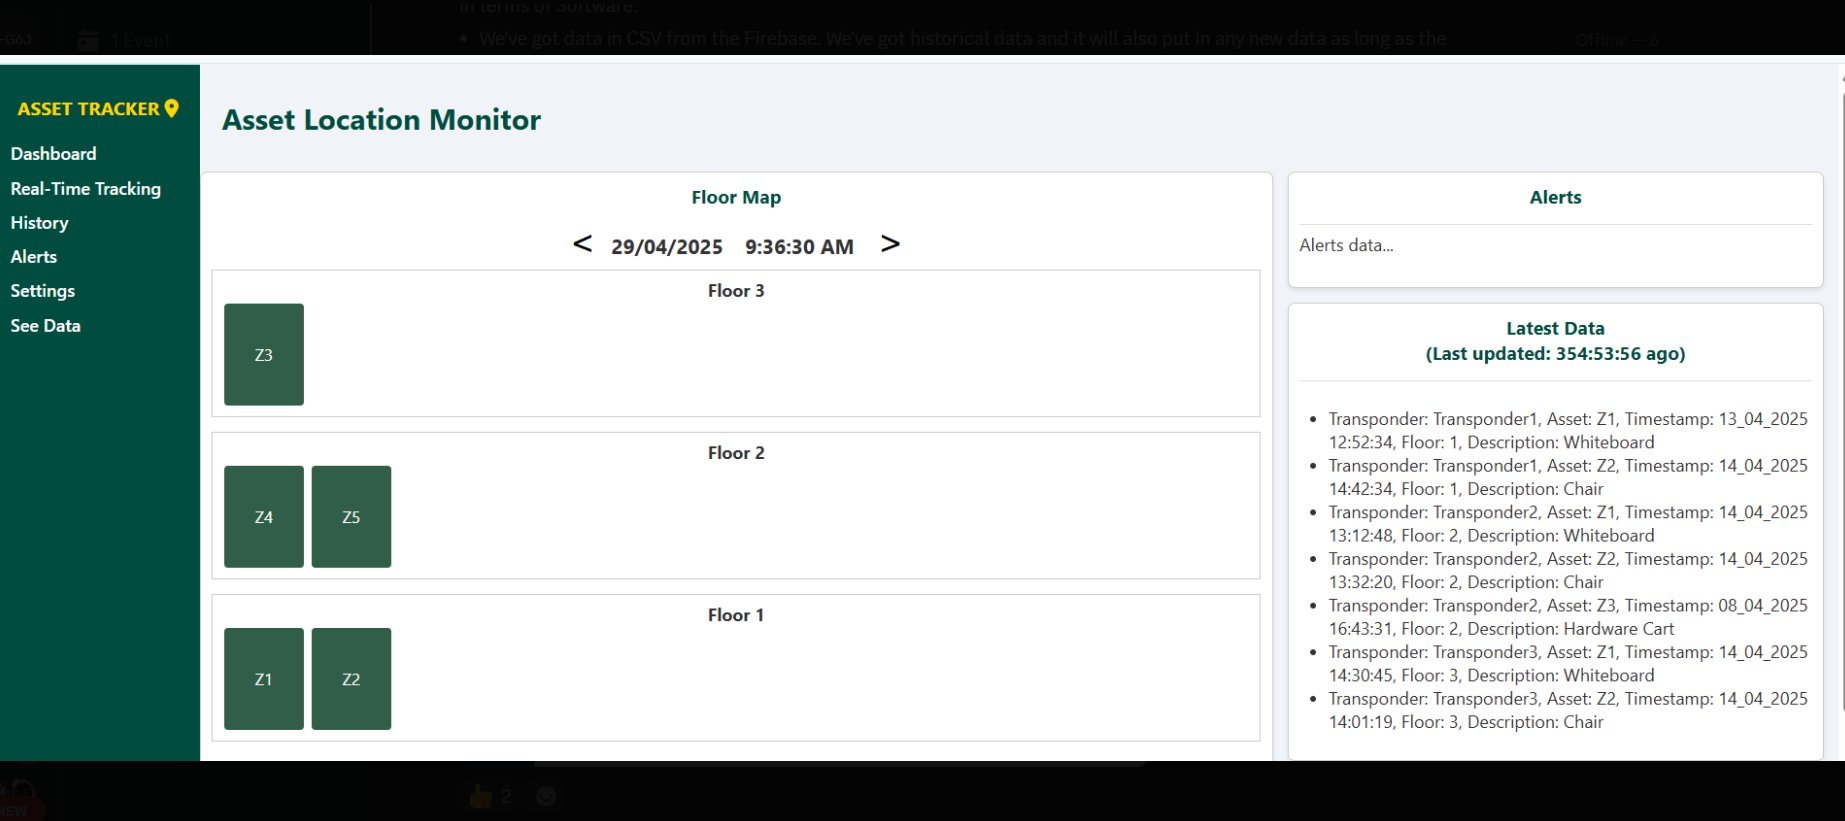 in terms of Software.
-G6.1
1 Event
We've got data in CSV from the Firebase. We've got historical data and it will also put in any new data as long as the
Offline — 6
ASSET TRACKER
Dashboard
Real-Time Tracking
History
Alerts
Settings
See Data
Asset Location Monitor
Floor Map
< 29/04/2025 9:36:30 AM >
Floor 3
Z3
Floor 2
Z4 Z5
Floor 1
Z1 Z2
Alerts
Alerts data...
Latest Data
(Last updated: 354:53:56 ago)
• Transponder: Transponder1, Asset: Z1, Timestamp: 13_04_2025
12:52:34, Floor: 1, Description: Whiteboard
• Transponder: Transponder1, Asset: Z2, Timestamp: 14_04_2025
14:42:34, Floor: 1, Description: Chair
• Transponder: Transponder2, Asset: Z1, Timestamp: 14_04_2025
13:12:48, Floor: 2, Description: Whiteboard
• Transponder: Transponder2, Asset: Z2, Timestamp: 14_04_2025
13:32:20, Floor: 2, Description: Chair
• Transponder: Transponder2, Asset: Z3, Timestamp: 08_04_2025
16:43:31, Floor: 2, Description: Hardware Cart
• Transponder: Transponder3, Asset: Z1, Timestamp: 14_04_2025
14:30:45, Floor: 3, Description: Whiteboard
• Transponder: Transponder3, Asset: Z2, Timestamp: 14_04_2025
14:01:19, Floor: 3, Description: Chair
2
NEW